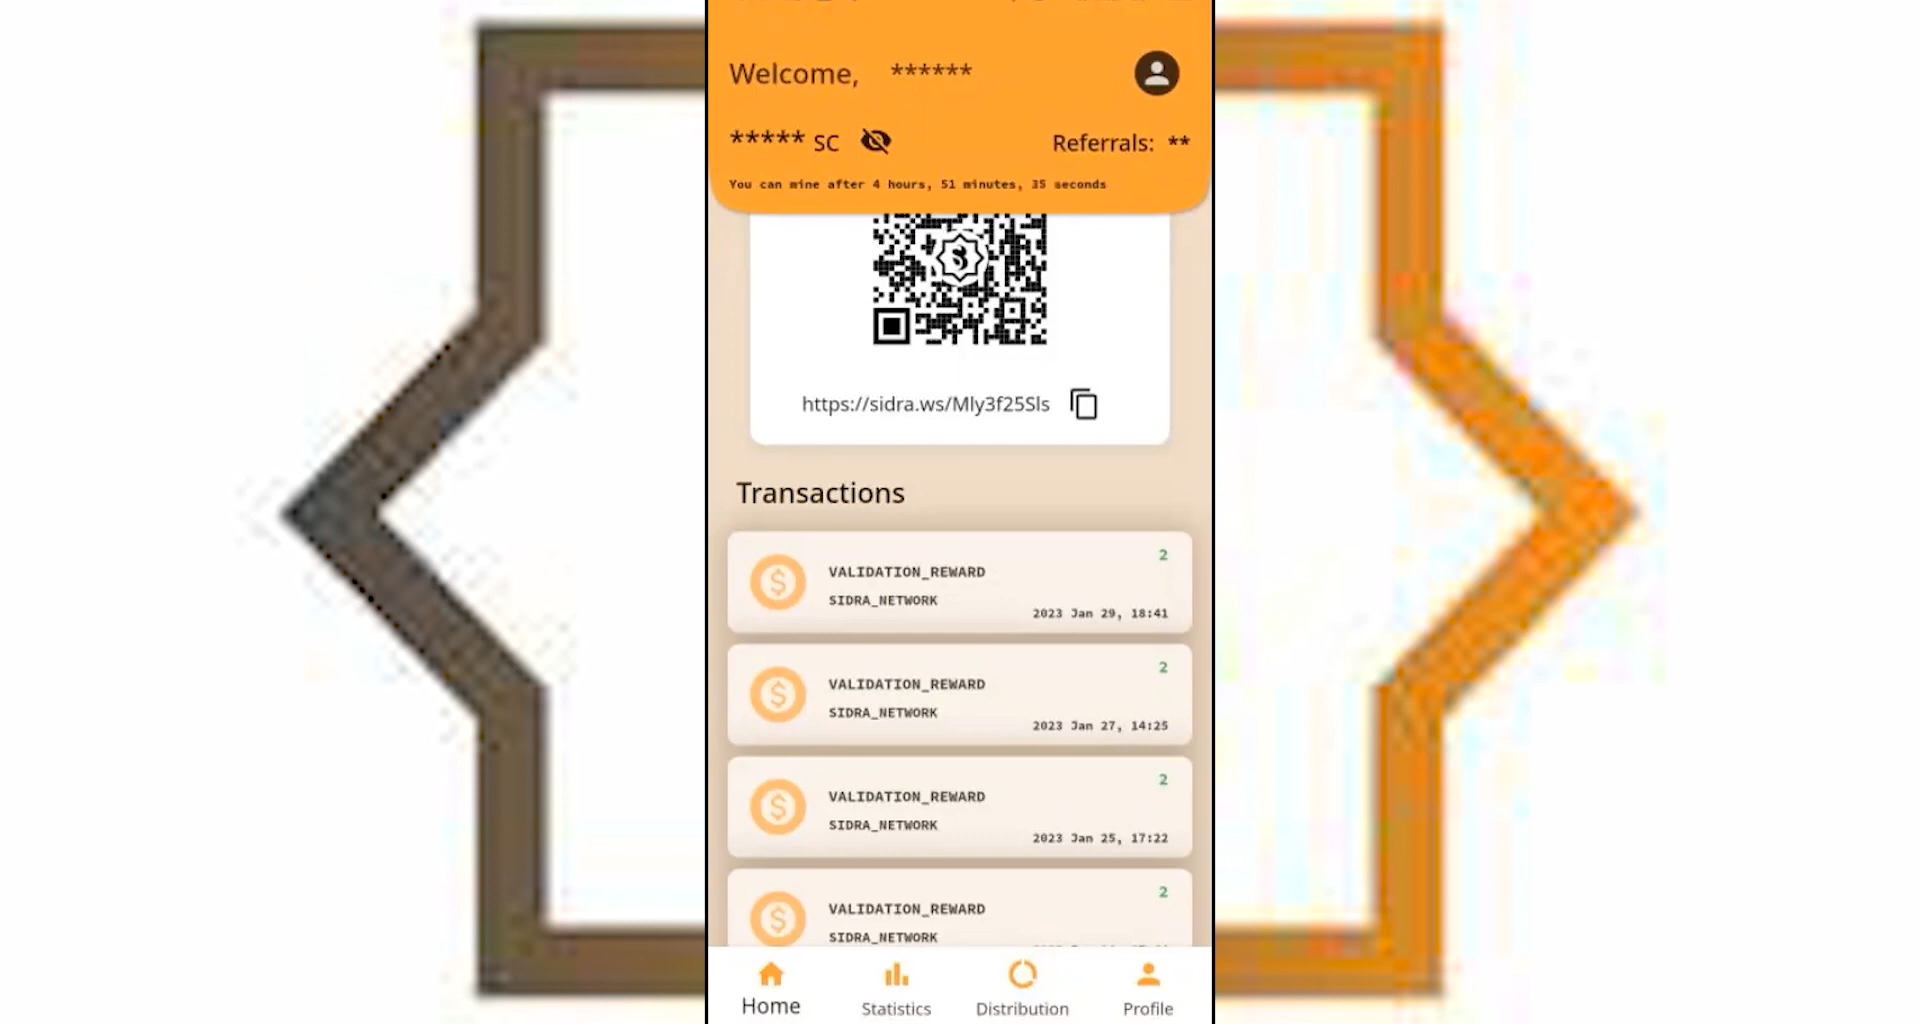 Welcome, ******
***** SC
Referrals: **
You can mine after 4 hours, 51 minutes, 35 seconds
https://sidra.ws/Mly3f25Sls
Transactions
2
VALIDATION_REWARD
SIDRA_NETWORK
2023 Jan 29, 18:41
2
VALIDATION_REWARD
SIDRA_NETWORK
2023 Jan 27, 14:25
2
VALIDATION_REWARD
SIDRA_NETWORK
2023 Jan 25, 17:22
2
VALIDATION_REWARD
SIDRA_NETWORK
Home
Statistics
Distribution
Profile